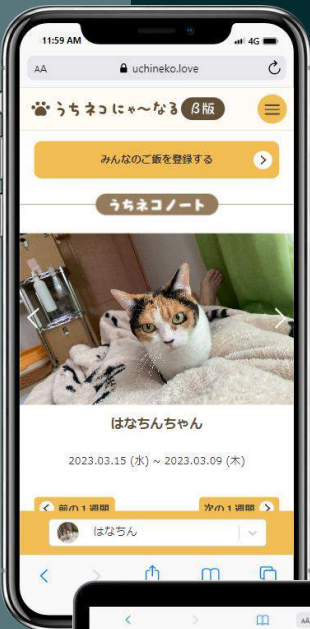 11:59 AM
4G
AA uchineko.love
うちネコにゃ〜なる β版
みんなのご飯を登録する
うちネコノート
はなちんちゃん
2023.03.15 (水) ~ 2023.03.09 (木)
前の1週間 次の1週間
はなちん
AA